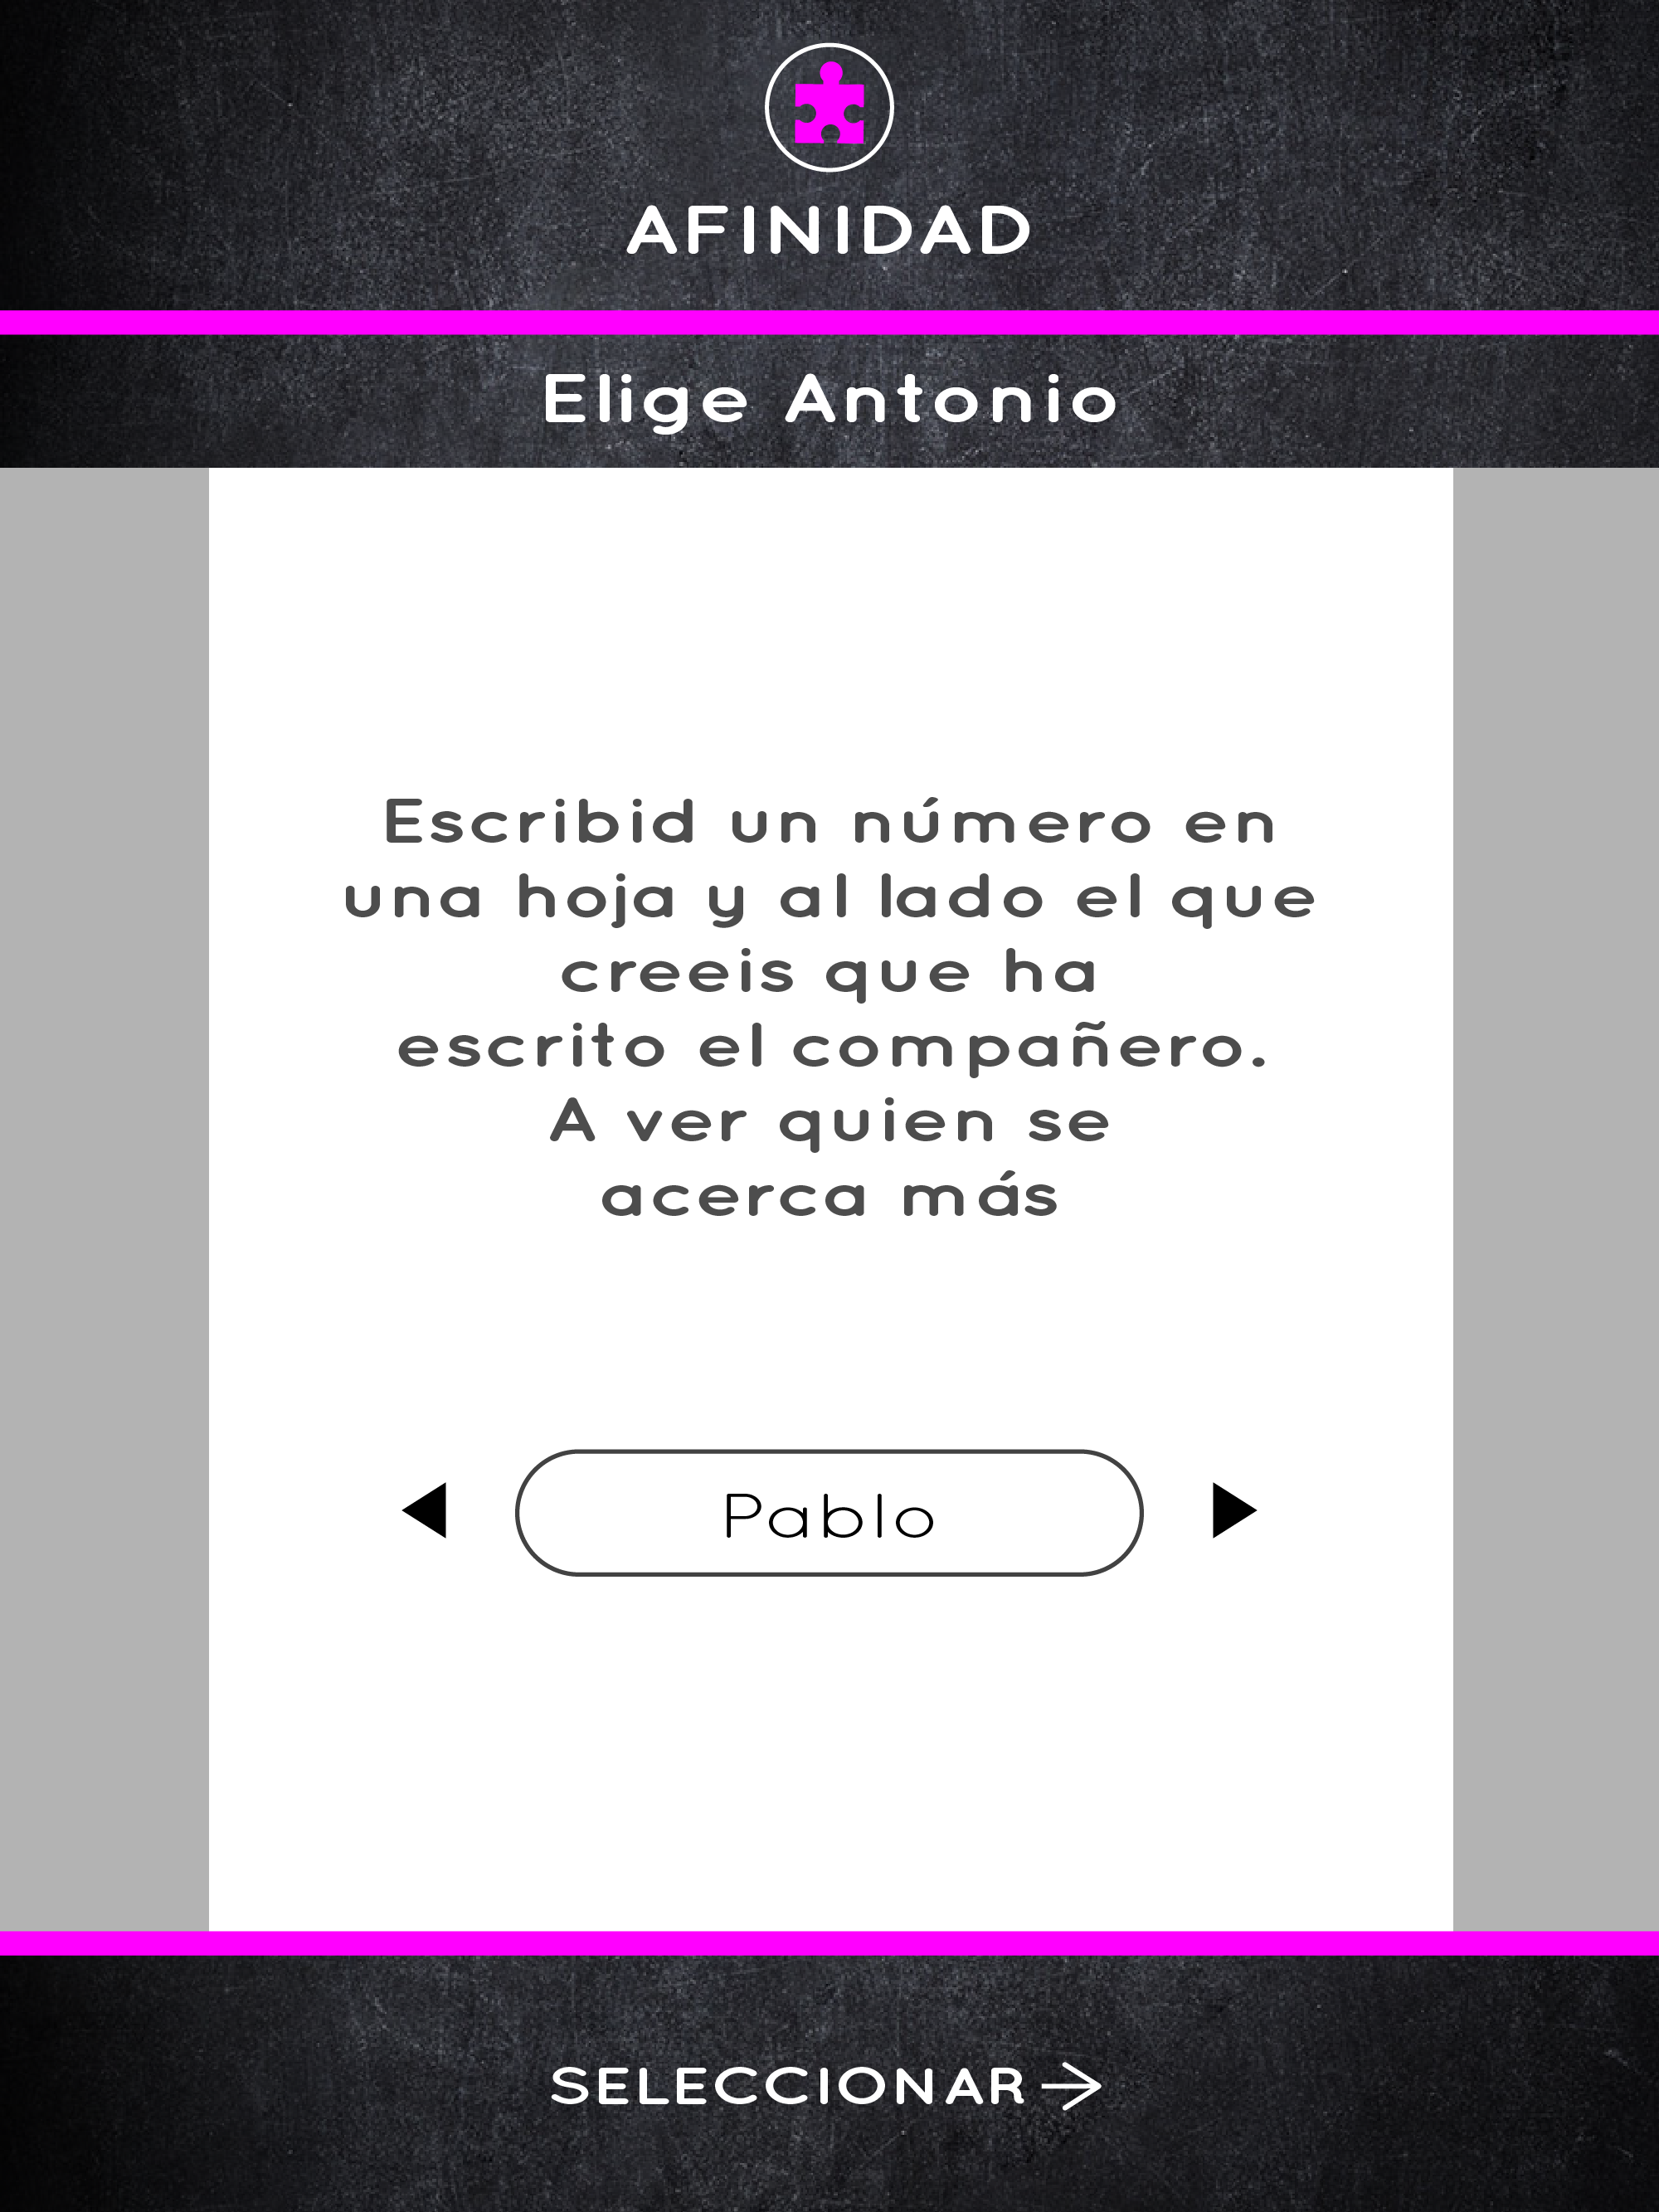 AFINIDAD
Elige Antonio
Escribid un número en
una hoja y al lado el que
creeis que ha
escrito el compañero.
A ver quien se
acerca más
Pablo
SELECCIONAR